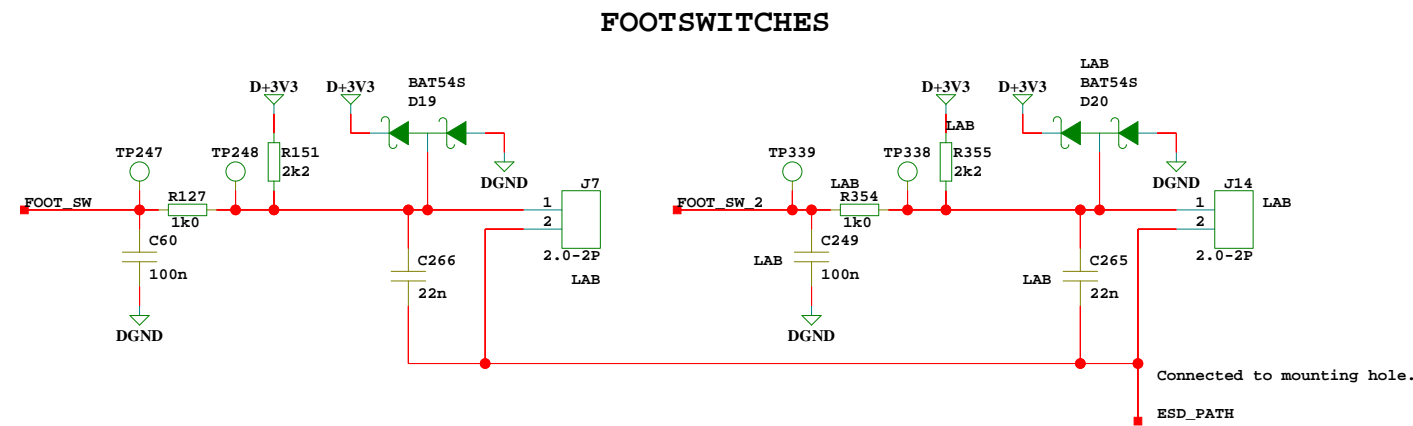 FOOTSWITCHES
LAB
BAT54S
D19
BAT54S
D20
D+3V3
D+3V3
D+3V3
D+3V3
LAB
TP247
TP248
R151
2k2
DGND
TP339
TP338
R355
2k2
DGND
FOOT_SW
R127
1k0
J7
1
2
2.0-2P
LAB
FOOT_SW_2
LAB
R354
1k0
J14
1
2
2.0-2P
LAB
C60
100n
DGND
C266
22n
C249
LAB
100n
DGND
C265
LAB
22n
Connected to mounting hole.
ESD_PATH